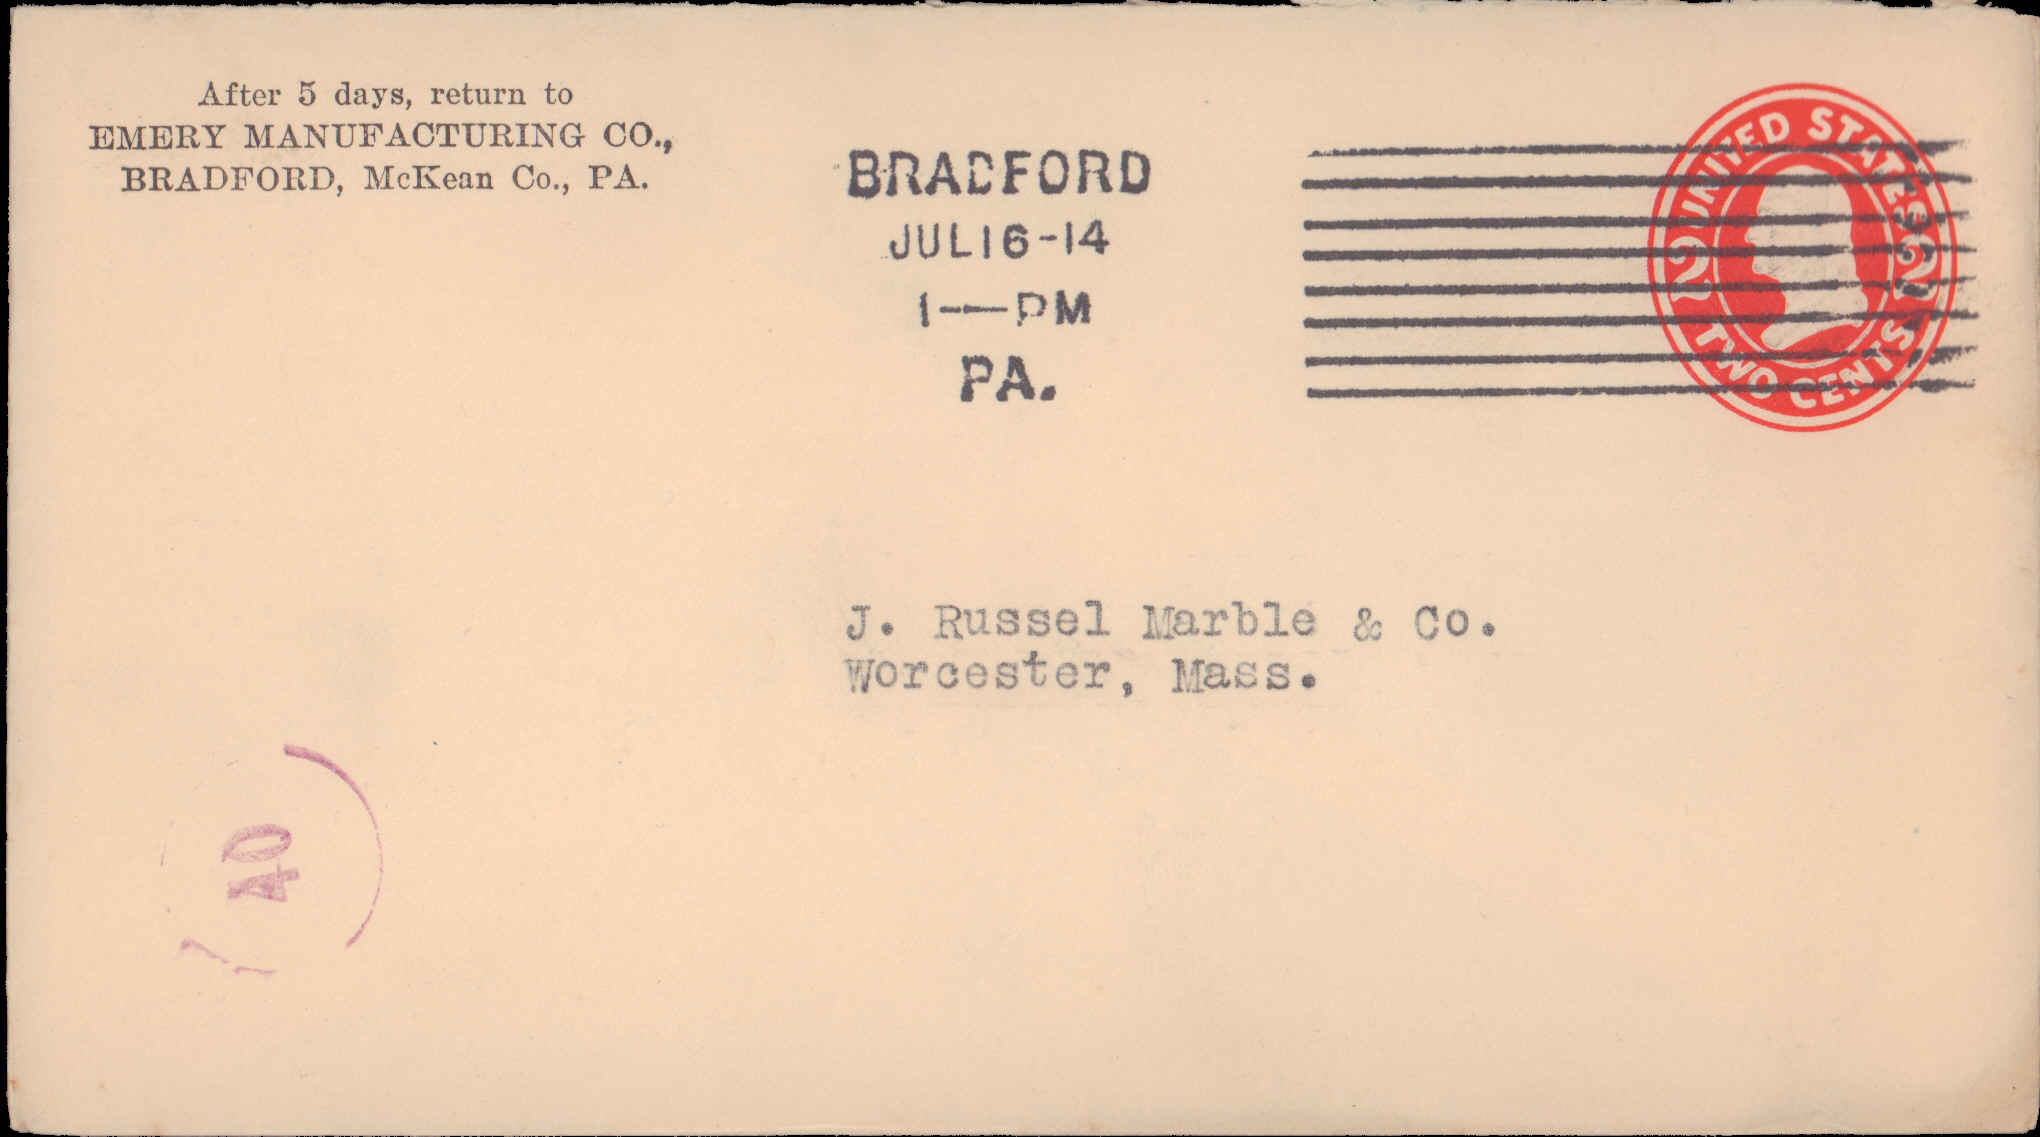 After 5 days, return to
EMERY MANUFACTURING CO.,
BRADFORD, McKean Co., PA.
BRADFORD
JUL16-14
1—PM
PA.
UNITED STATES
2 2
TWO CENTS
J. Russel Marble & Co.
Worcester, Mass.
40